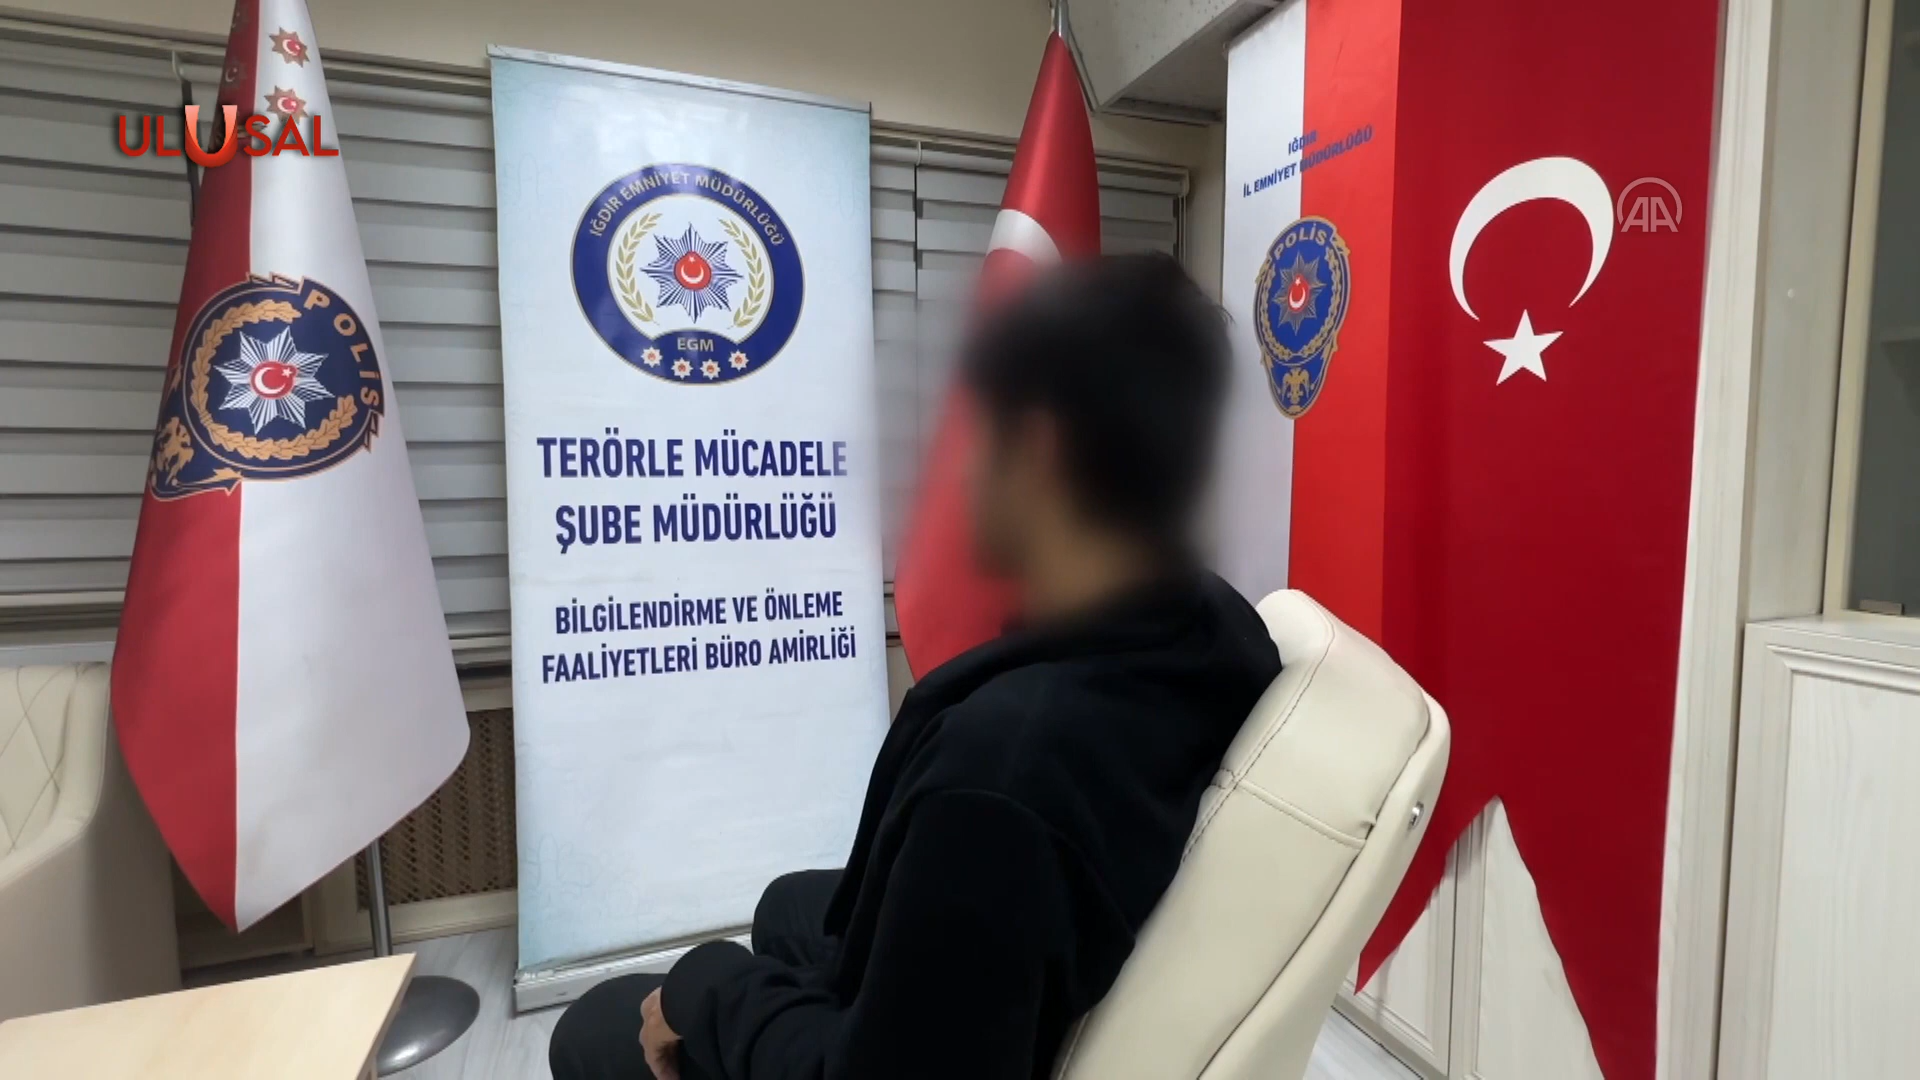 ULUSAL
POLİS
IĞDIR EMNİYET MÜDÜRLÜĞÜ
EGM
TERÖRLE MÜCADELE
ŞUBE MÜDÜRLÜĞÜ
BİLGİLENDİRME VE ÖNLEME
FAALİYETLERİ BÜRO AMİRLİĞİ
IĞDIR
İL EMNİYET MÜDÜRLÜĞÜ
POLİS
AA